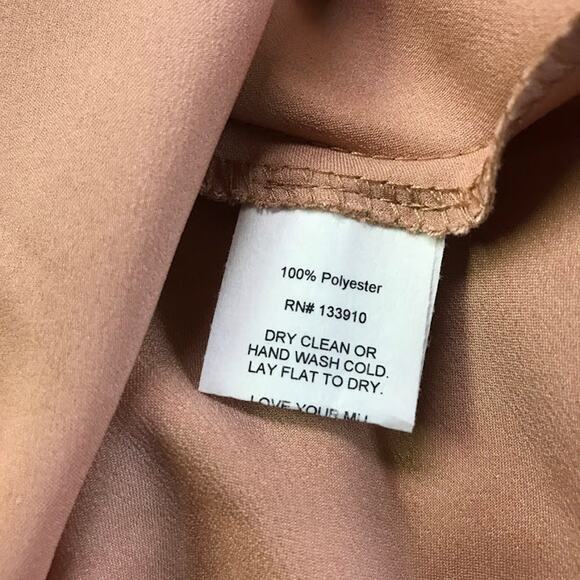 100% Polyester
RN# 133910
DRY CLEAN OR
HAND WASH COLD.
LAY FLAT TO DRY.
LOVE YOUR